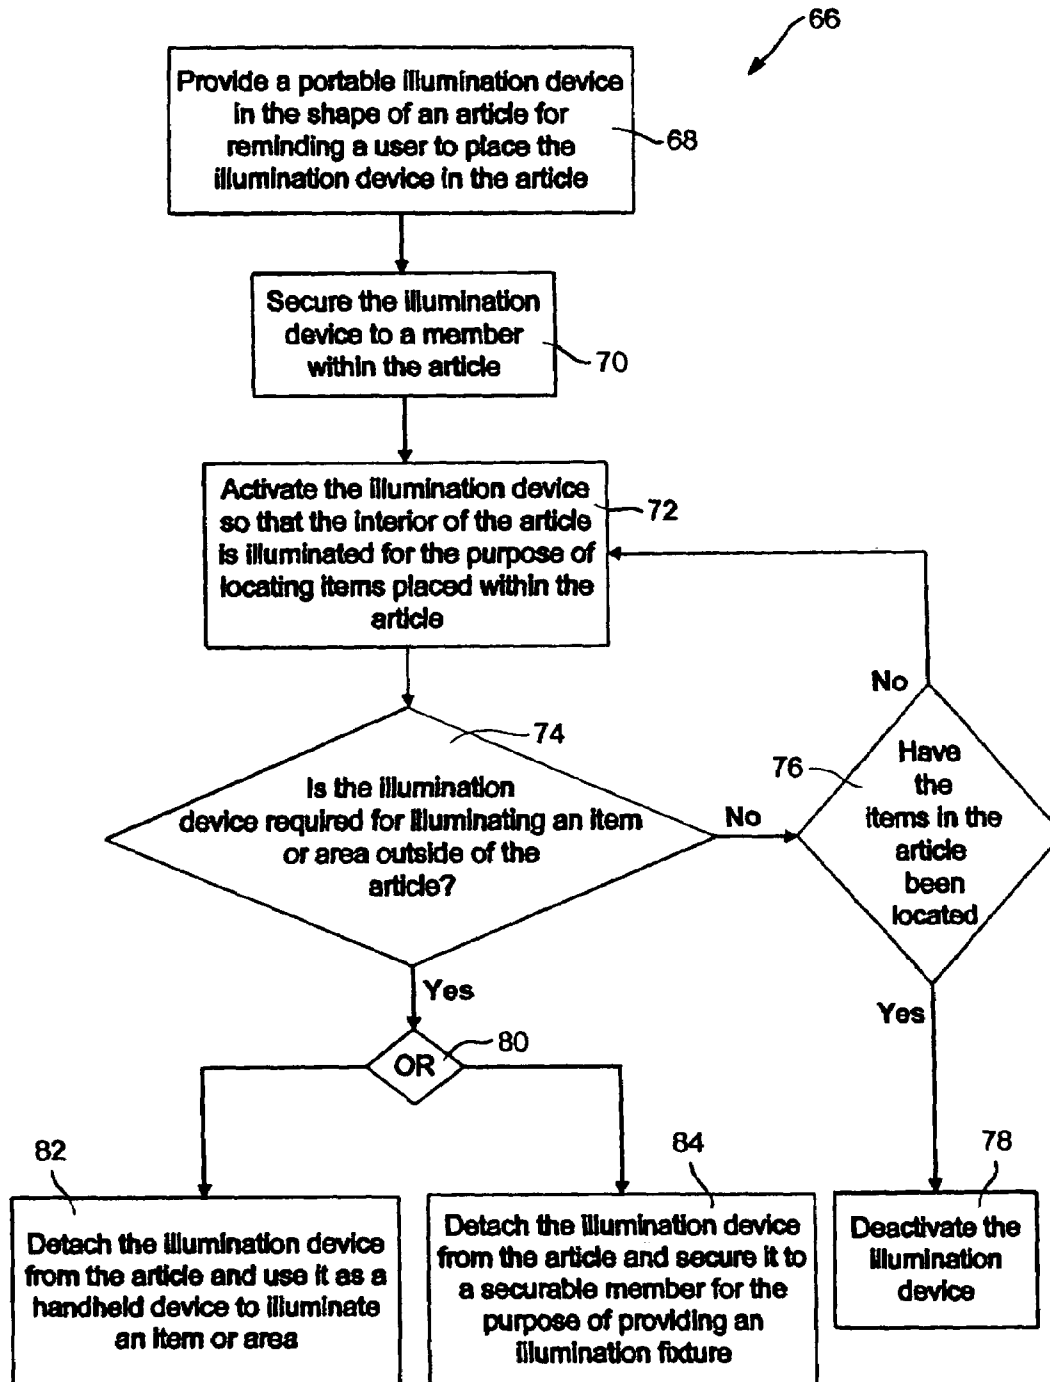 66
Provide a portable illumination device
in the shape of an article for
reminding a user to place the
illumination device in the article
68
Secure the illumination
device to a member
within the article
70
Activate the illumination device
so that the interior of the article
is illuminated for the purpose of
locating items placed within the
article
72
74
Is the illumination
device required for illuminating an item
or area outside of the
article?
No
76
Have
the
items in the
article
been
located
No
Yes
Yes
OR
80
82
Detach the illumination device
from the article and use it as a
handheld device to illuminate
an item or area
84
Detach the illumination device
from the article and secure it to
a securable member for the
purpose of providing an
illumination fixture
78
Deactivate the
illumination
device